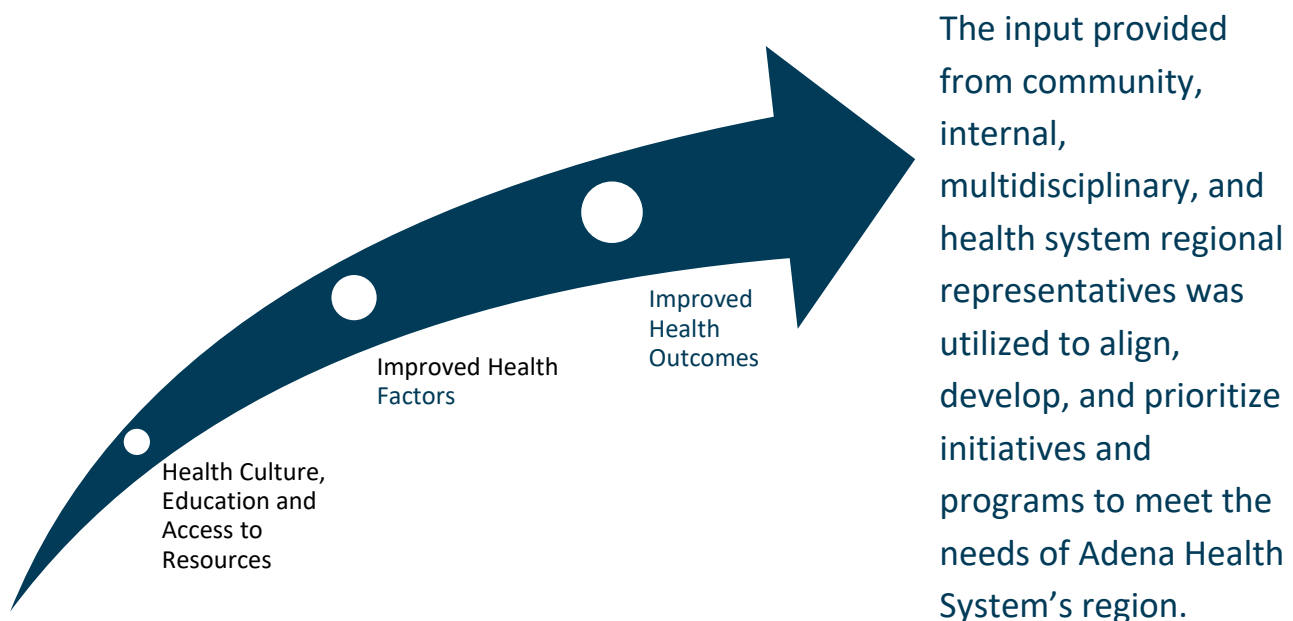 The input provided
from community,
internal,
multidisciplinary, and
health system regional
representatives was
utilized to align,
develop, and prioritize
initiatives and
programs to meet the
needs of Adena Health
System’s region.
Improved
Health
Outcomes
Improved Health
Factors
Health Culture,
Education and
Access to
Resources